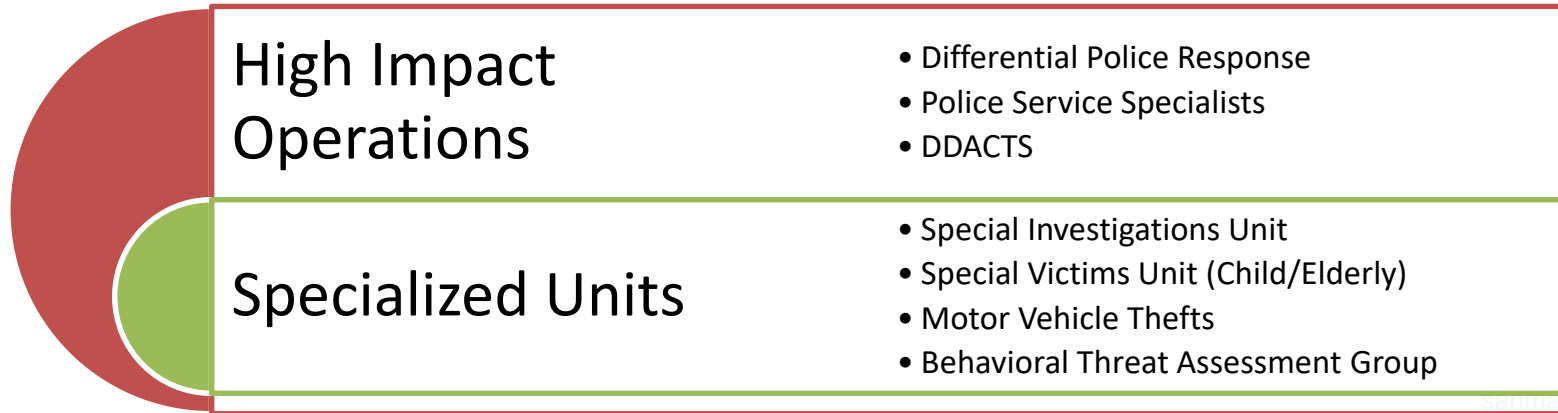 High Impact
Operations
• Differential Police Response
• Police Service Specialists
• DDACTS
Specialized Units
• Special Investigations Unit
• Special Victims Unit (Child/Elderly)
• Motor Vehicle Thefts
• Behavioral Threat Assessment Group